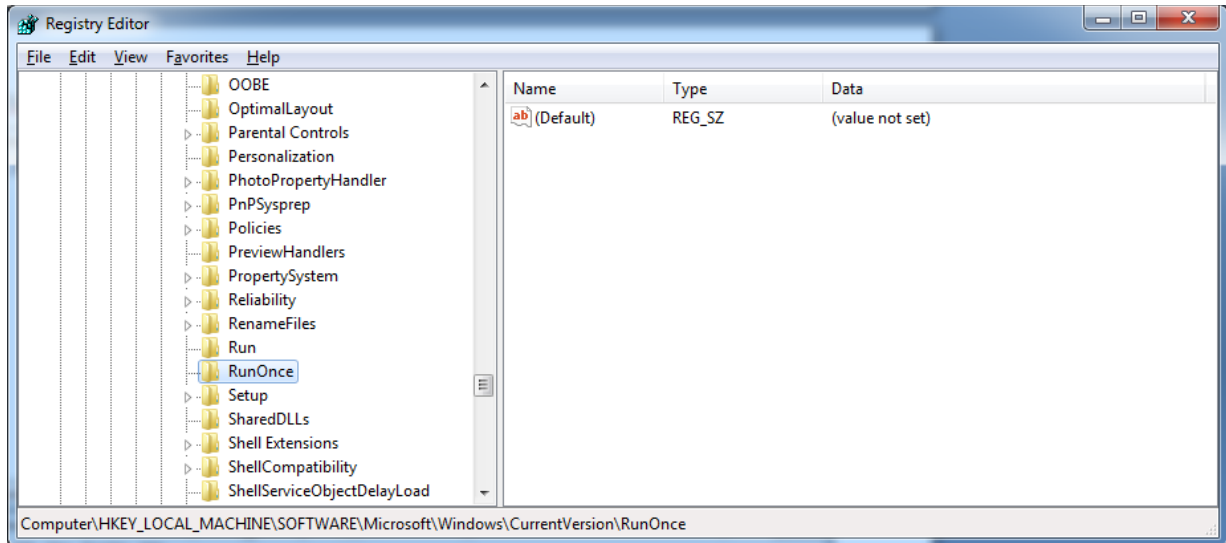 Registry Editor
File Edit View Favorites Help
OOBE
OptimalLayout
Parental Controls
Personalization
PhotoPropertyHandler
PnPSysprep
Policies
PreviewHandlers
PropertySystem
Reliability
RenameFiles
Run
RunOnce
Setup
SharedDLLs
Shell Extensions
ShellCompatibility
ShellServiceObjectDelayLoad
Name Type Data
ab (Default) REG_SZ (value not set)
Computer\HKEY_LOCAL_MACHINE\SOFTWARE\Microsoft\Windows\CurrentVersion\RunOnce